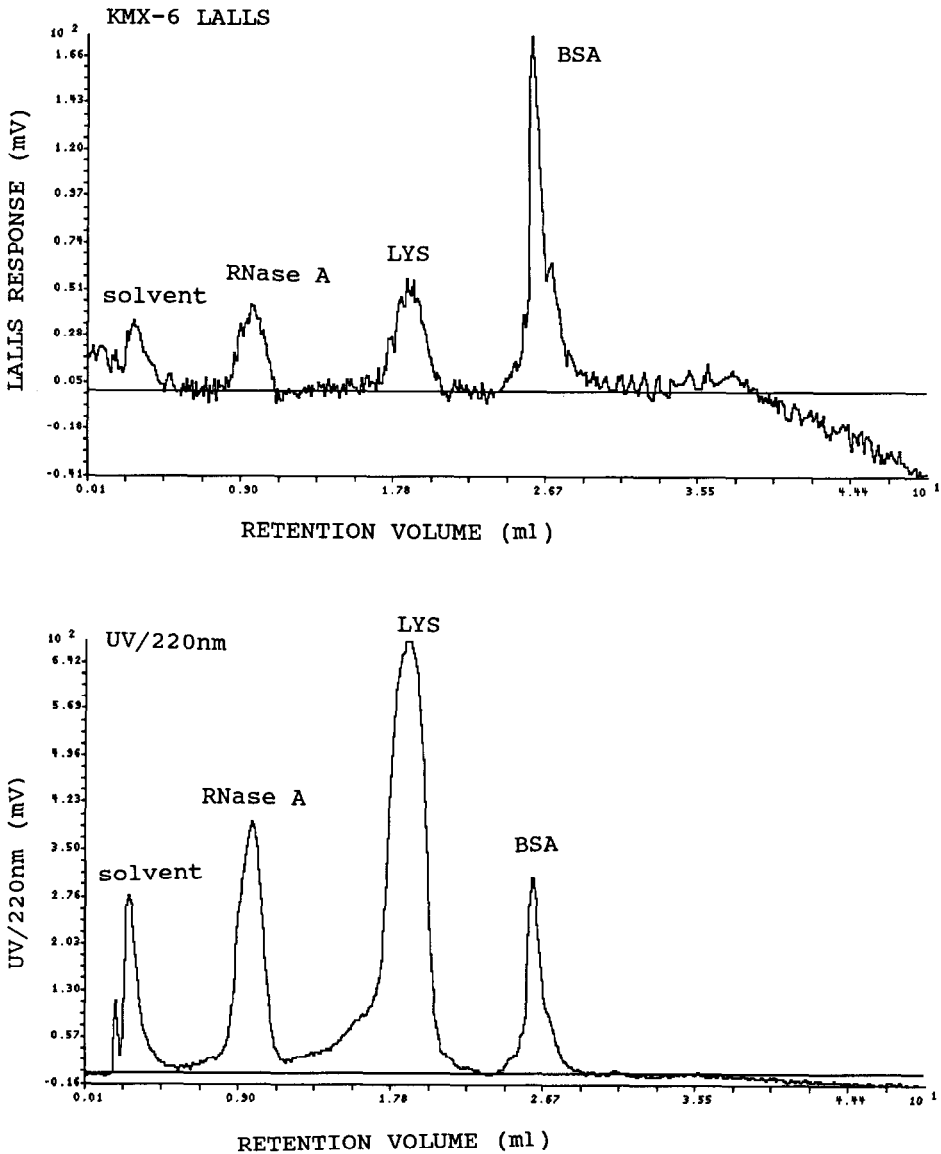 KMX-6 LALLS
10 2
1.66
1.43
1.20
0.97
0.74
0.51
0.28
0.05
-0.18
-0.41
LALLS RESPONSE (mV)
solvent
RNase A
LYS
BSA
0.01 0.90 1.78 2.67 3.55 4.44 10 1
RETENTION VOLUME (ml)
UV/220nm
10 2
6.42
5.69
4.96
4.23
3.50
2.76
2.03
1.30
0.57
-0.16
UV/220nm (mV)
solvent
RNase A
LYS
BSA
0.01 0.90 1.78 2.67 3.55 4.44 10 1
RETENTION VOLUME (ml)